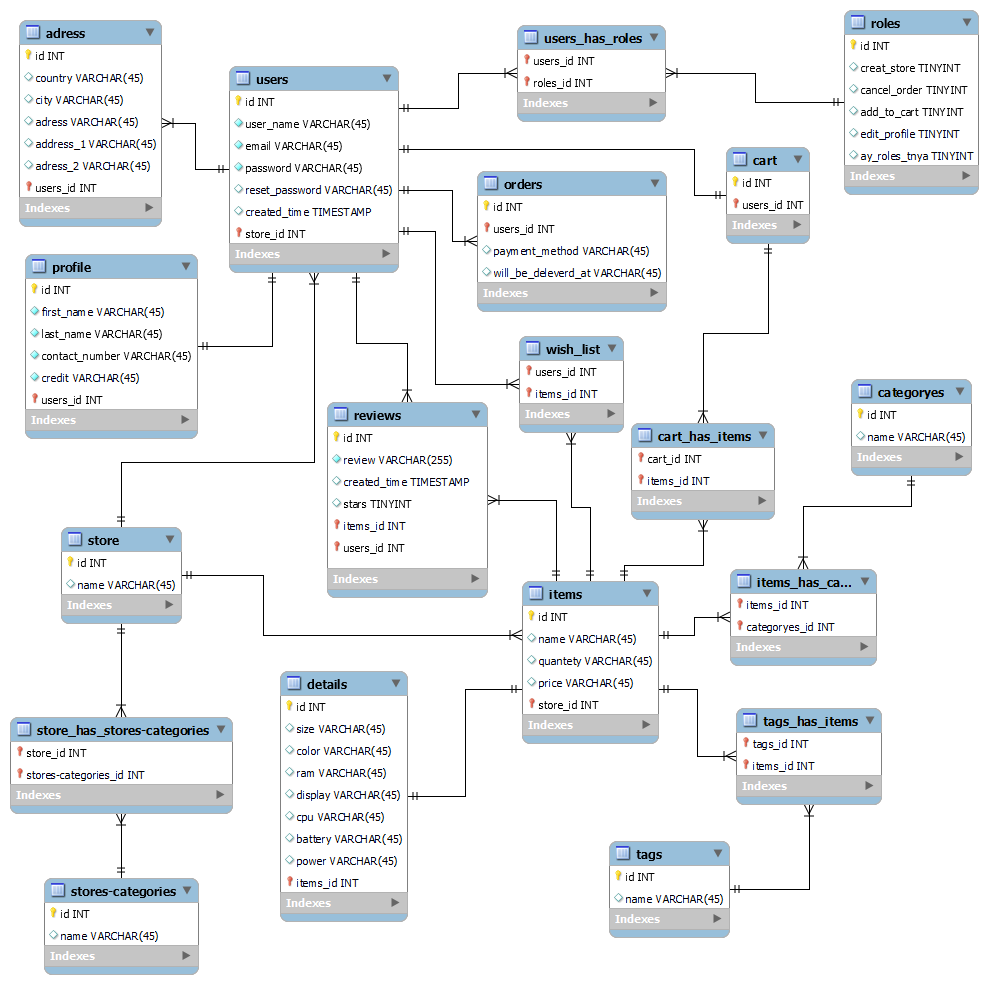 adress
id INT
country VARCHAR(45)
city VARCHAR(45)
adress VARCHAR(45)
address_1 VARCHAR(45)
adress_2 VARCHAR(45)
users_id INT
Indexes
users
id INT
user_name VARCHAR(45)
email VARCHAR(45)
password VARCHAR(45)
reset_password VARCHAR(45)
created_time TIMESTAMP
store_id INT
Indexes
users_has_roles
users_id INT
roles_id INT
Indexes
roles
id INT
creat_store TINYINT
cancel_order TINYINT
add_to_cart TINYINT
edit_profile TINYINT
ay_roles_tnya TINYINT
Indexes
cart
id INT
users_id INT
Indexes
orders
id INT
users_id INT
payment_method VARCHAR(45)
will_be_deleverd_at VARCHAR(45)
Indexes
profile
id INT
first_name VARCHAR(45)
last_name VARCHAR(45)
contact_number VARCHAR(45)
credit VARCHAR(45)
users_id INT
Indexes
wish_list
users_id INT
items_id INT
Indexes
reviews
id INT
review VARCHAR(255)
created_time TIMESTAMP
stars TINYINT
items_id INT
users_id INT
Indexes
cart_has_items
cart_id INT
items_id INT
Indexes
categoryes
id INT
name VARCHAR(45)
Indexes
store
id INT
name VARCHAR(45)
Indexes
items
id INT
name VARCHAR(45)
quantety VARCHAR(45)
price VARCHAR(45)
store_id INT
Indexes
items_has_ca...
items_id INT
categoryes_id INT
Indexes
details
id INT
size VARCHAR(45)
color VARCHAR(45)
ram VARCHAR(45)
display VARCHAR(45)
cpu VARCHAR(45)
battery VARCHAR(45)
power VARCHAR(45)
items_id INT
Indexes
store_has_stores-categories
store_id INT
stores-categories_id INT
Indexes
tags_has_items
tags_id INT
items_id INT
Indexes
stores-categories
id INT
name VARCHAR(45)
Indexes
tags
id INT
name VARCHAR(45)
Indexes